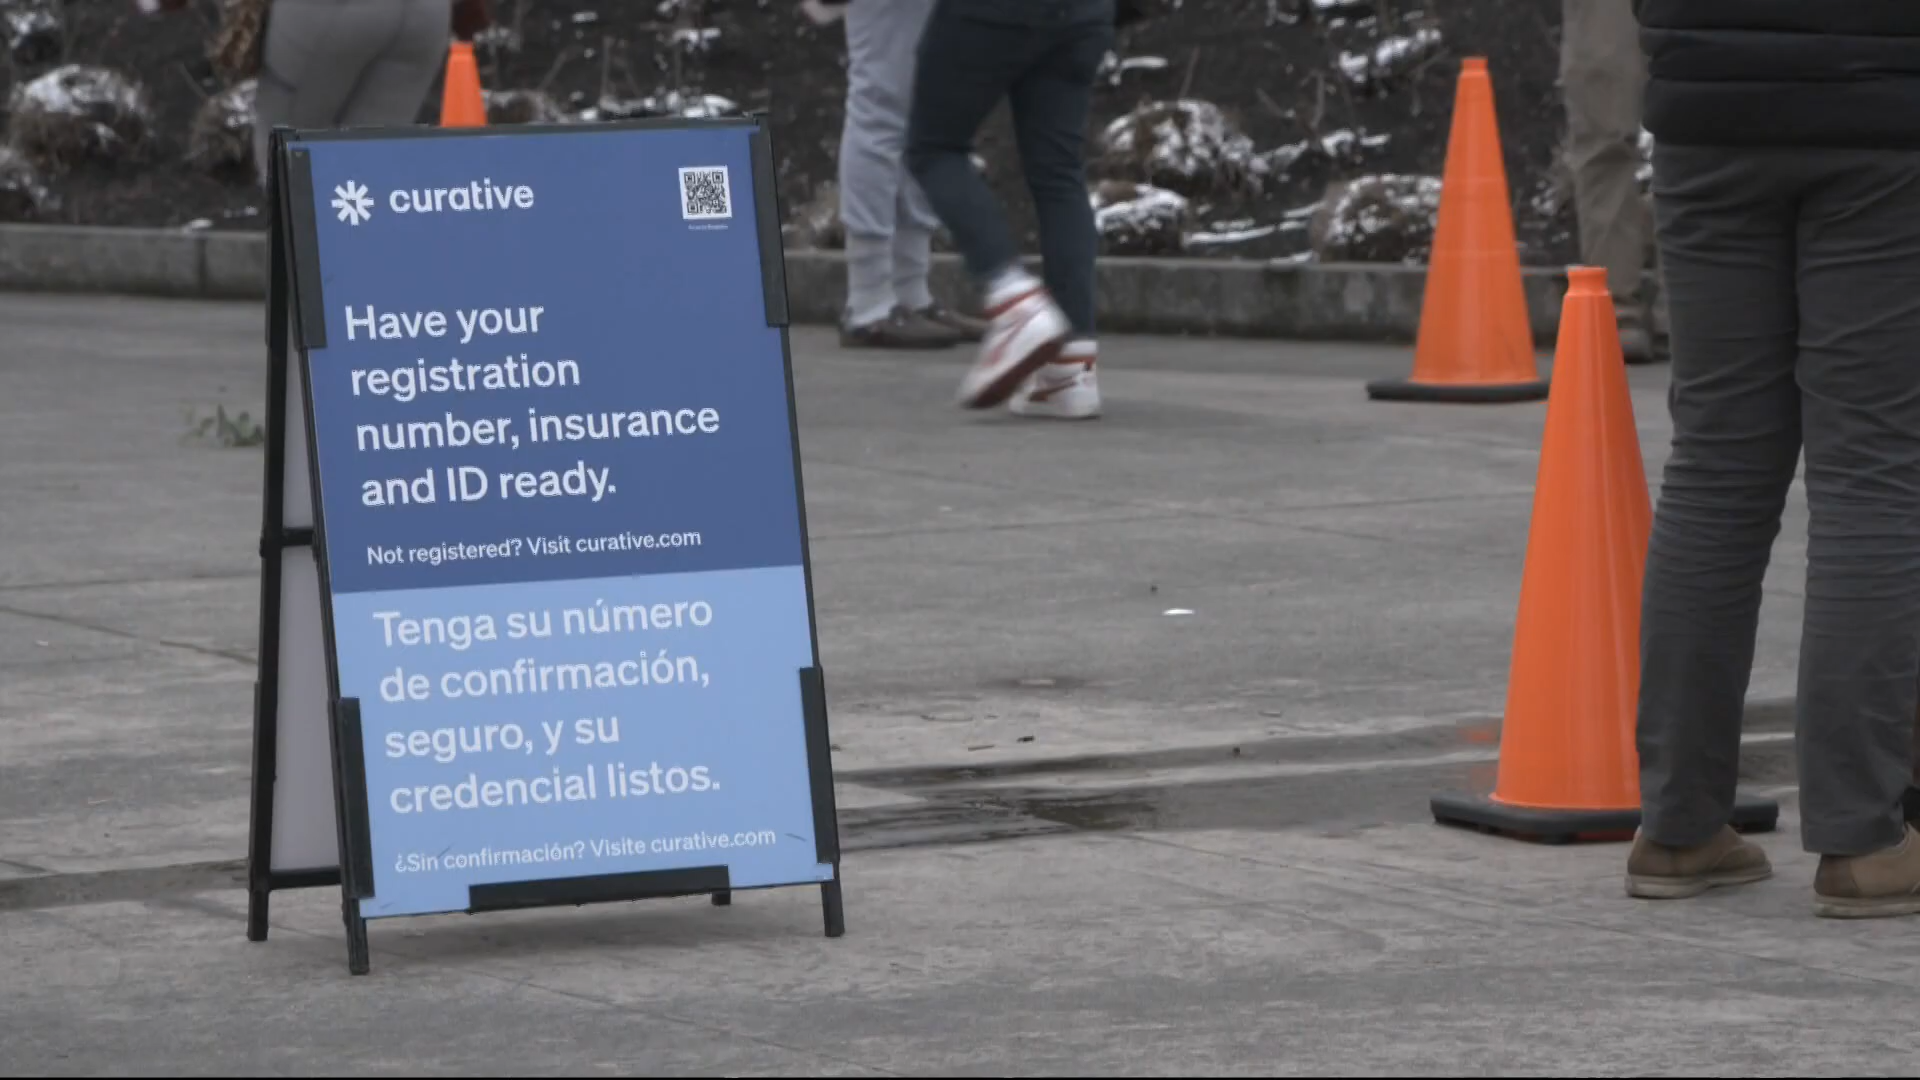 curative
Have your
registration
number, insurance
and ID ready.
Not registered? Visit curative.com
Tenga su número
de confirmación,
seguro, y su
credencial listos.
¿Sin confirmación? Visite curative.com